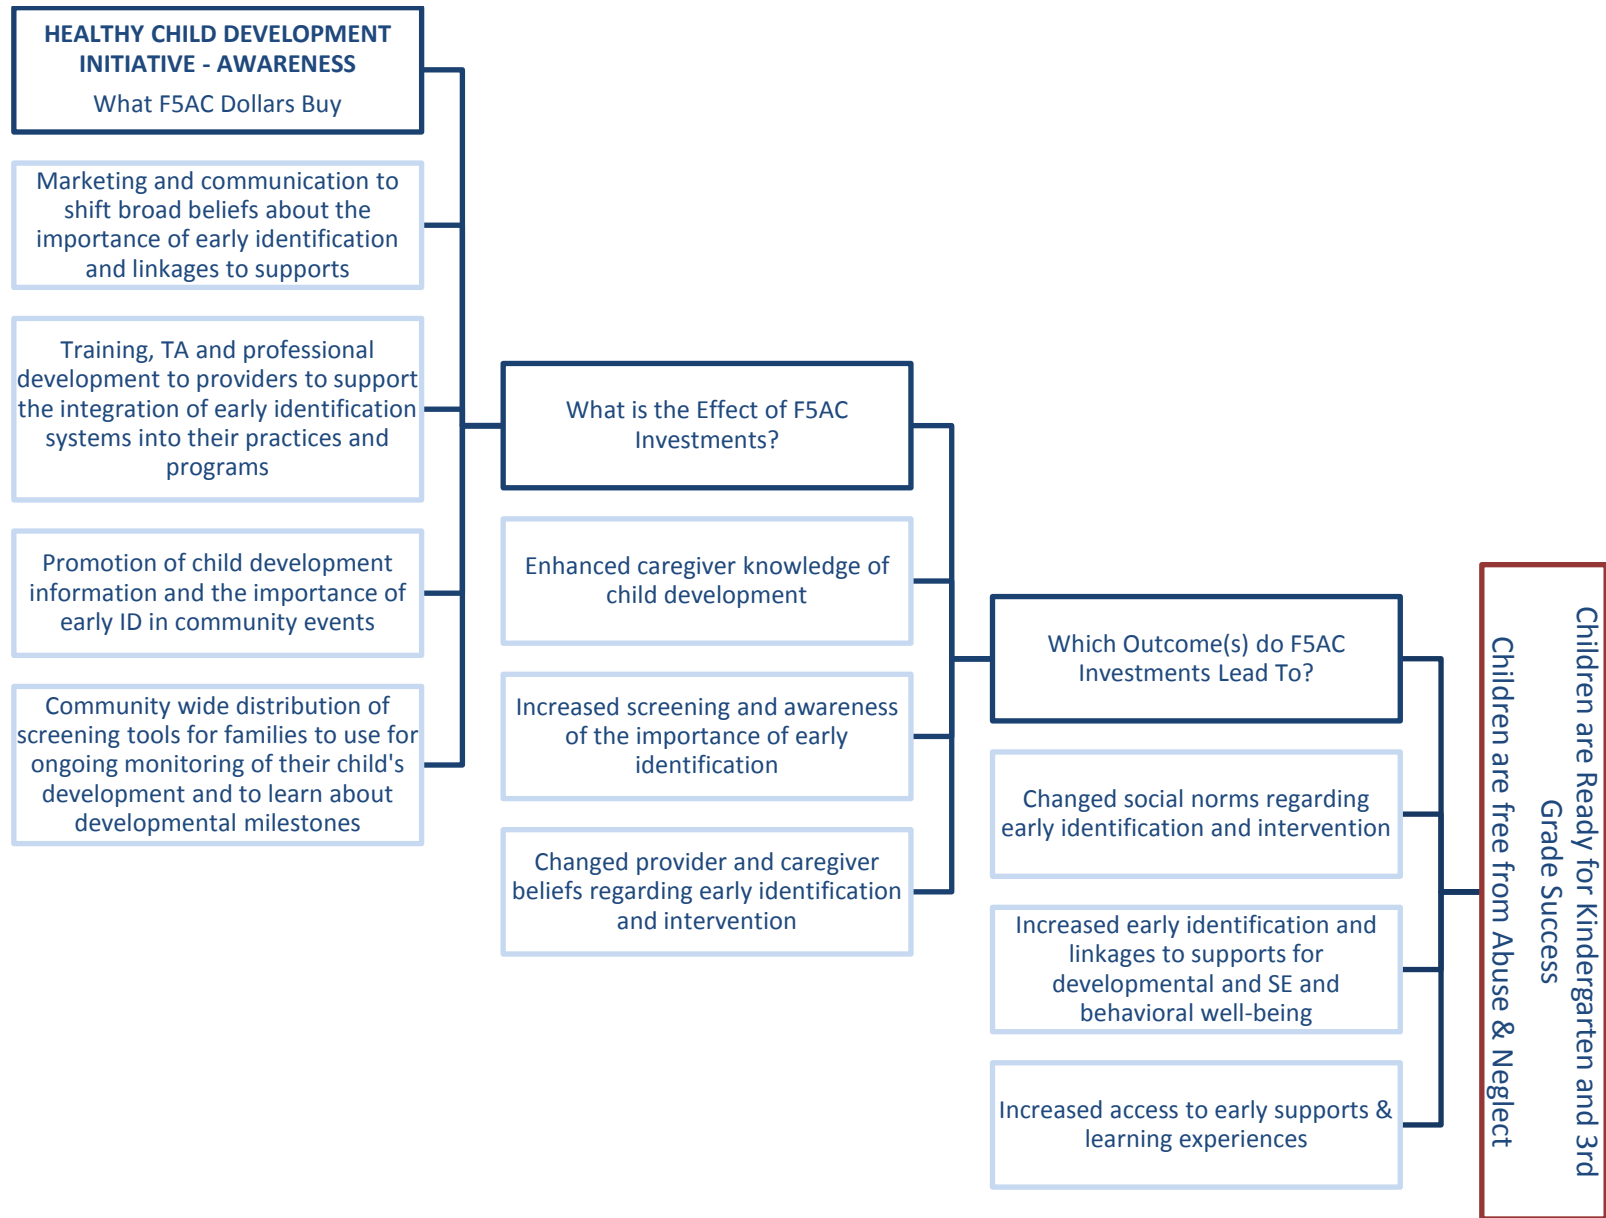 HEALTHY CHILD DEVELOPMENT
INITIATIVE - AWARENESS
What F5AC Dollars Buy
Marketing and communication to
shift broad beliefs about the
importance of early identification
and linkages to supports
Training, TA and professional
development to providers to support
the integration of early identification
systems into their practices and
programs
Promotion of child development
information and the importance of
early ID in community events
Community wide distribution of
screening tools for families to use for
ongoing monitoring of their child's
development and to learn about
developmental milestones
What is the Effect of F5AC
Investments?
Enhanced caregiver knowledge of
child development
Increased screening and awareness
of the importance of early
identification
Changed provider and caregiver
beliefs regarding early identification
and intervention
Which Outcome(s) do F5AC
Investments Lead To?
Changed social norms regarding
early identification and intervention
Increased early identification and
linkages to supports for
developmental and SE and
behavioral well-being
Increased access to early supports &
learning experiences
Children are Ready for Kindergarten and 3rd
Grade Success
Children are free from Abuse & Neglect